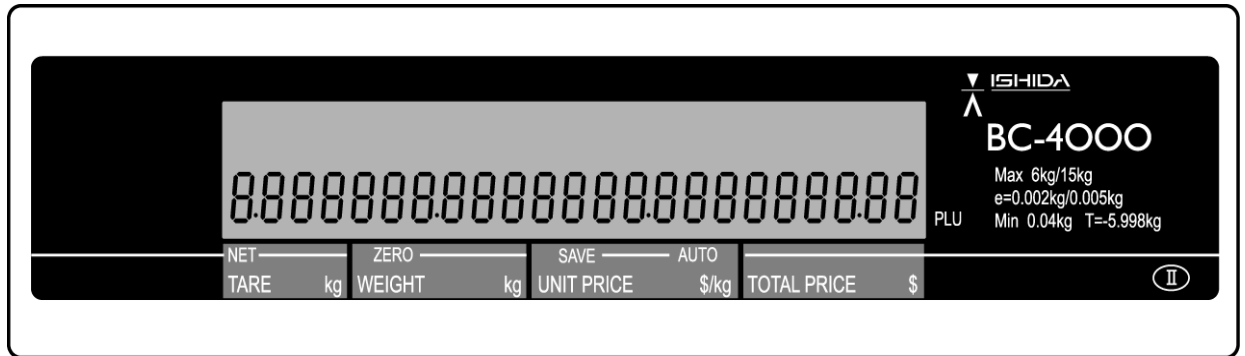 ISHIDA
BC-4000
Max 6kg/15kg
e=0.002kg/0.005kg
Min 0.04kg T=-5.998kg
8.888888.8888888.8888888.88 PLU
NET ZERO SAVE AUTO
TARE kg WEIGHT kg UNIT PRICE $/kg TOTAL PRICE $
II